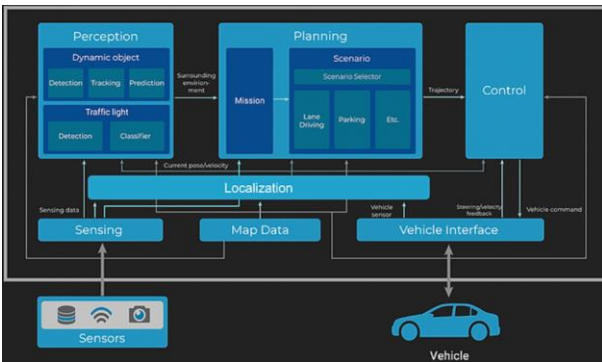 Perception
Dynamic object
Detection
Tracking
Prediction
Traffic light
Detection
Classifier
Surrounding
environ-
ment
Planning
Mission
Scenario
Scenario Selector
Lane
Driving
Parking
Etc.
Trajectory
Control
Current pose/velocity
Localization
Sensing data
Vehicle
sensor
Steering/velocity
feedback
Vehicle command
Sensing
Map Data
Vehicle Interface
Sensors
Vehicle